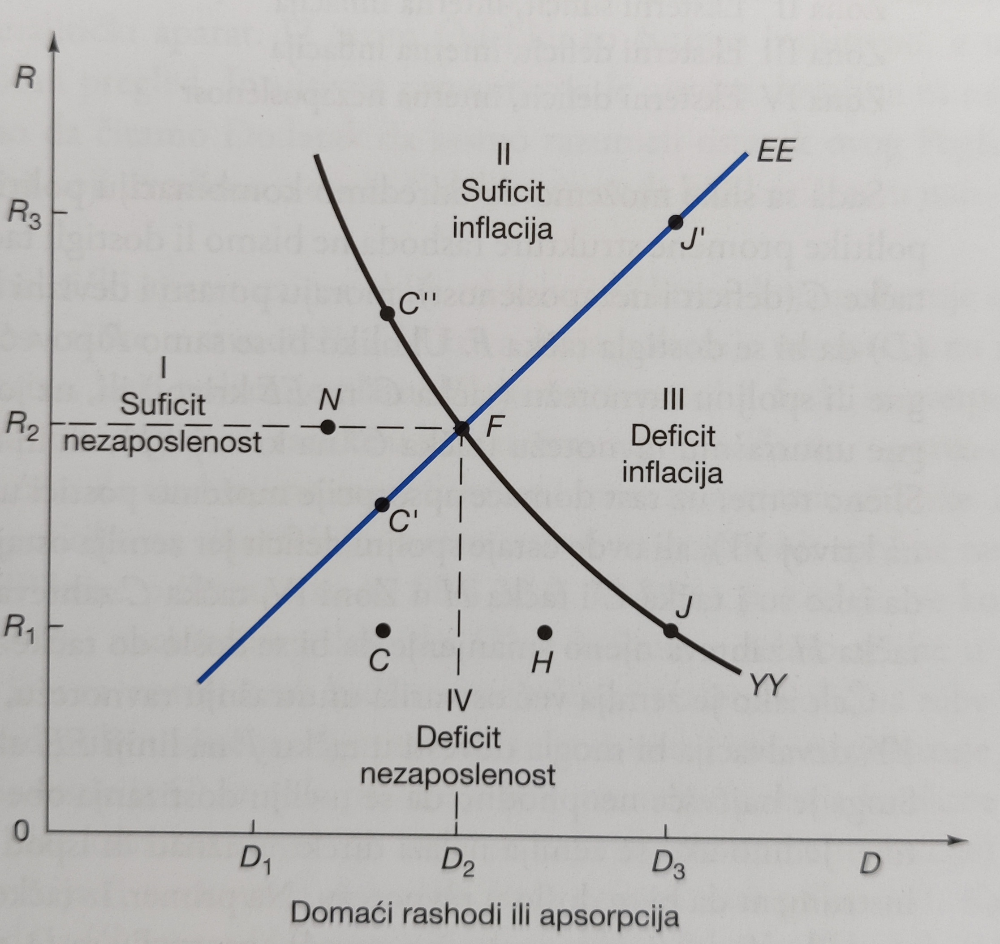 R
EE
II
Suficit
inflacija
R₃
J'
C''
I
Suficit
nezaposlenost
N
R₂
F
III
Deficit
inflacija
C'
R₁
C
H
J
YY
IV
Deficit
nezaposlenost
0
D₁
D₂
D₃
D
Domaći rashodi ili apsorpcija